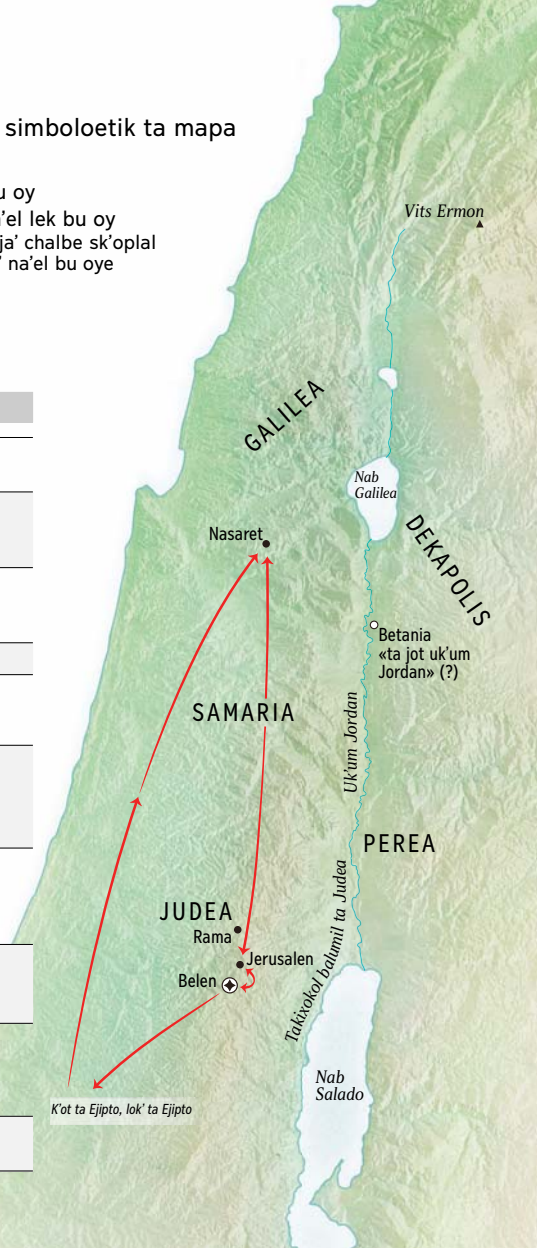 simboloetik ta mapa
u oy
a'el lek bu oy
ja' chalbe sk'oplal
' na'el bu oye
Vits Ermon
GALILEA
Nab
Galilea
DEKAPOLIS
Nasaret
Betania
«ta jot uk'um
Jordan» (?)
SAMARIA
Uk'um Jordan
PEREA
Takixokol balumil ta Judea
JUDEA
Rama
Jerusalen
Belen
Nab
Salado
K'ot ta Ejipto, lok' ta Ejipto